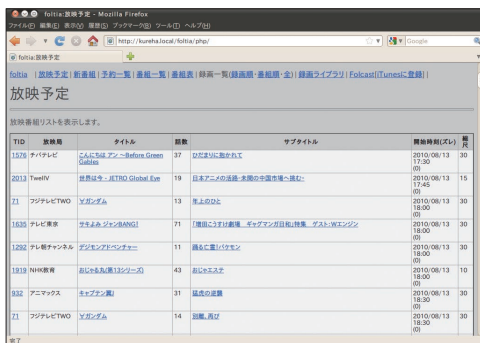 foltia:放映予定 - Mozilla Firefox
ファイル(F) 編集(E) 表示(V) 履歴(S) ブックマーク(B) ツール(T) ヘルプ(H)
http://kureha.local/foltia/php/
Google
foltia:放映予定
foltia | 放映予定 | 新番組 | 予約一覧 | 番組一覧 | 番組表 | 録画一覧(録画順・番組順・全) | 録画ライブラリ | Folcast[iTunesに登録] |
放映予定
放映番組リストを表示します。
TID 放映局 タイトル 話数 サブタイトル 開始時刻(ズレ) 総尺
1576 チバテレビ こんにちは アン ～Before Green Gables 37 ひだまりに抱かれて 2010/08/13 17:30 (0) 30
2013 TwellV 世界は今 - JETRO Global Eye 19 日本アニメの活路-未開の中国市場へ挑む- 2010/08/13 17:45 (0) 15
71 フジテレビTWO ∀ガンダム 13 年上のひと 2010/08/13 18:00 (0) 30
1635 テレビ東京 サキよみ ジャンBANG! 71 「増田こうすけ劇場 ギャグマンガ日和」特集 ゲスト:Wエンジン 2010/08/13 18:00 (0) 30
1292 テレ朝チャンネル デジモンアドベンチャー 11 踊る亡霊!バケモン 2010/08/13 18:00 (0) 30
1919 NHK教育 おじゃる丸(第13シリーズ) 43 おじゃエステ 2010/08/13 18:00 (0) 10
932 アニマックス キャプテン翼J 31 猛虎の逆襲 2010/08/13 18:30 (0) 30
71 フジテレビTWO ∀ガンダム 14 別離、再び 2010/08/13 18:30 (0) 30
完了